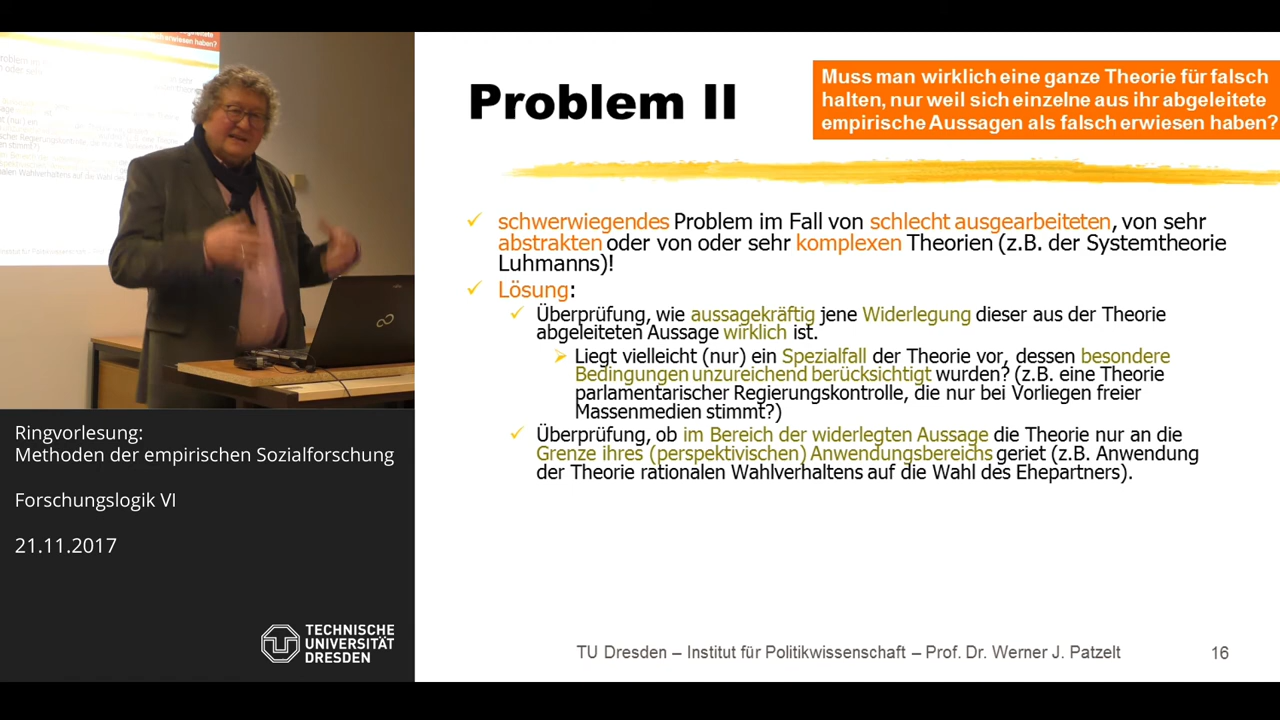 Problem II
Muss man wirklich eine ganze Theorie für falsch
halten, nur weil sich einzelne aus ihr abgeleitete
empirische Aussagen als falsch erwiesen haben?
schwerwiegendes Problem im Fall von schlecht ausgearbeiteten, von sehr
abstrakten oder von oder sehr komplexen Theorien (z.B. der Systemtheorie
Luhmanns)!
Lösung:
Überprüfung, wie aussagekräftig jene Widerlegung dieser aus der Theorie
abgeleiteten Aussage wirklich ist.
Liegt vielleicht (nur) ein Spezialfall der Theorie vor, dessen besondere
Bedingungen unzureichend berücksichtigt wurden? (z.B. eine Theorie
parlamentarischer Regierungskontrolle, die nur bei Vorliegen freier
Massenmedien stimmt?)
Überprüfung, ob im Bereich der widerlegten Aussage die Theorie nur an die
Grenze ihres (perspektivischen) Anwendungsbereichs geriet (z.B. Anwendung
der Theorie rationalen Wahlverhaltens auf die Wahl des Ehepartners).
TU Dresden – Institut für Politikwissenschaft – Prof. Dr. Werner J. Patzelt
16
Ringvorlesung:
Methoden der empirischen Sozialforschung
Forschungslogik VI
21.11.2017
TECHNISCHE
UNIVERSITÄT
DRESDEN